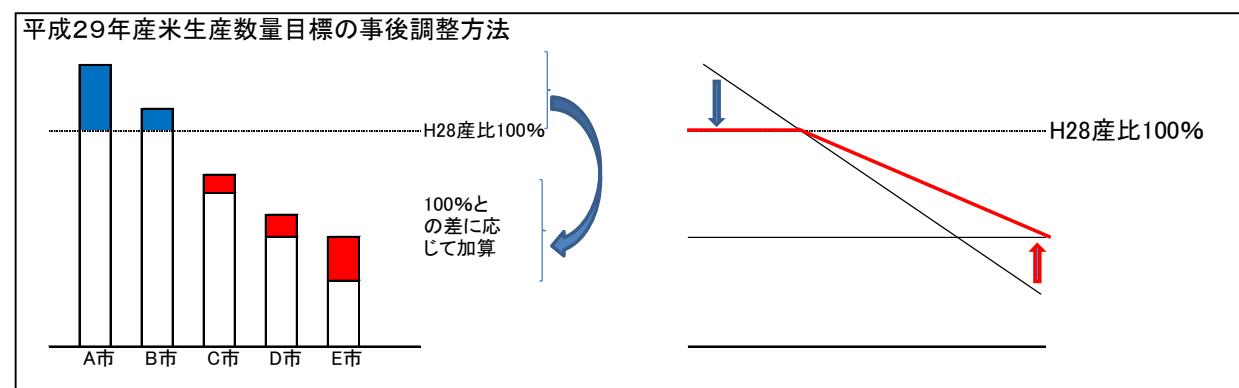 平成29年産米生産数量目標の事後調整方法
H28産比100%
H28産比100%
100%と
の差に応
じて加算
A市
B市
C市
D市
E市